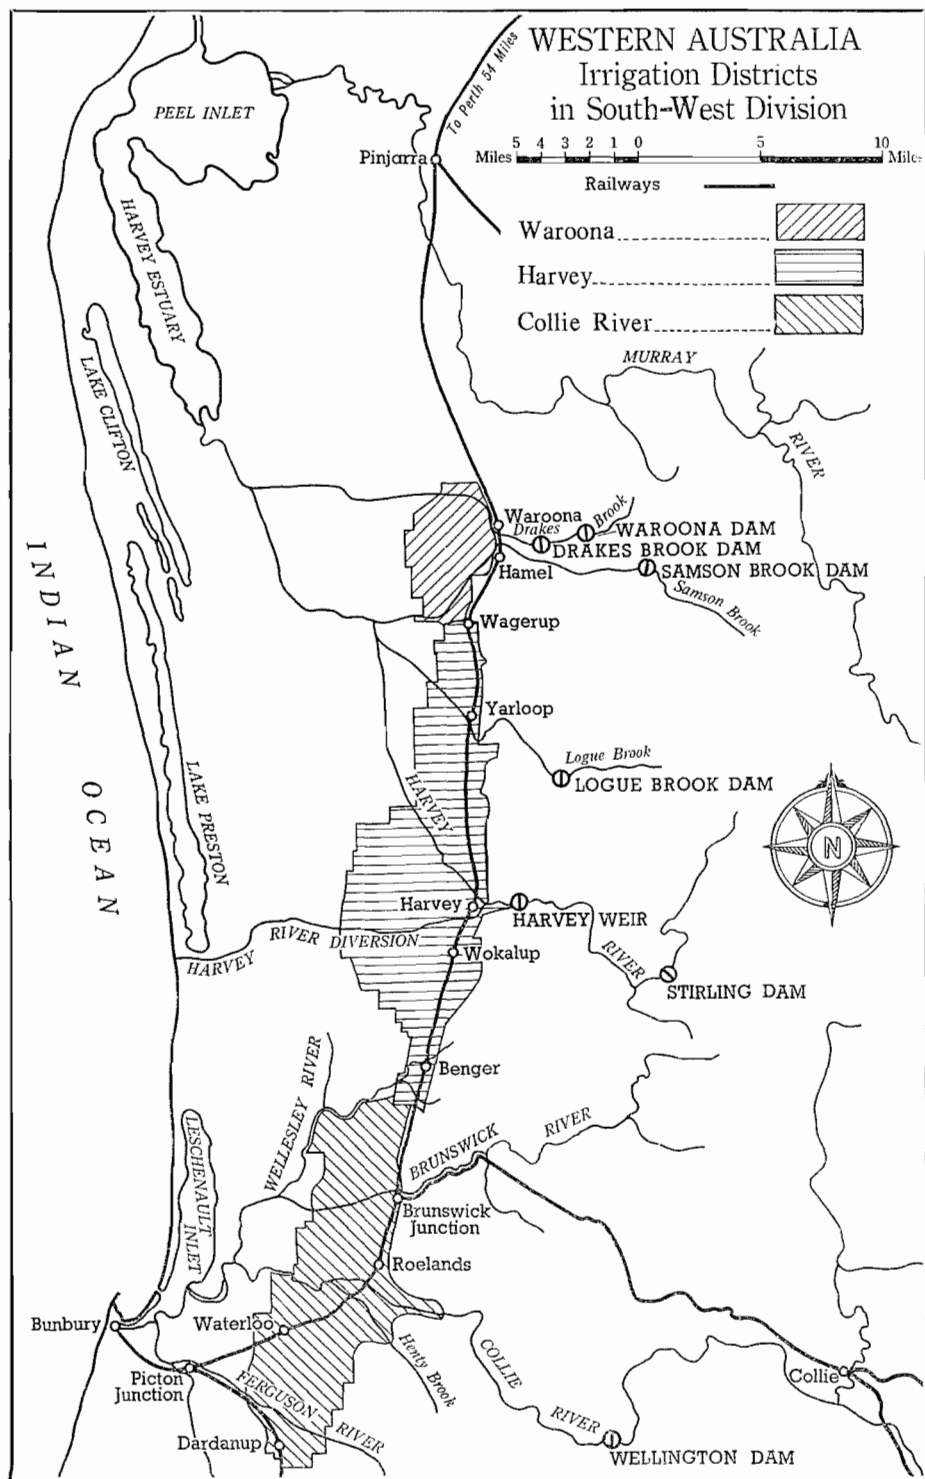 WESTERN AUSTRALIA
Irrigation Districts
in South-West Division
To Perth 54 Miles
5 4 3 2 1 0 5 10
Miles
Miles
Railways
Waroona
Harvey
Collie River
PEEL INLET
Pinjarra
HARVEY ESTUARY
LAKE CLIFTON
MURRAY
RIVER
Waroona
Drakes
Brook
WAROONA DAM
DRAKES BROOK DAM
Hamel
SAMSON BROOK DAM
Samson Brook
INDIAN
OCEAN
Wagerup
Yarloop
Logue Brook
LOGUE BROOK DAM
LAKE PRESTON
HARVEY
N
Harvey
HARVEY WEIR
HARVEY
RIVER DIVERSION
Wokalup
RIVER
STIRLING DAM
Benger
WELLESLEY RIVER
LESCHENAULT
INLET
BRUNSWICK
RIVER
Brunswick
Junction
Roelands
Bunbury
Waterloo
Picton
Junction
FERGUSON
RIVER
Henty Brook
COLLIE
RIVER
Collie
Dardanup
WELLINGTON DAM